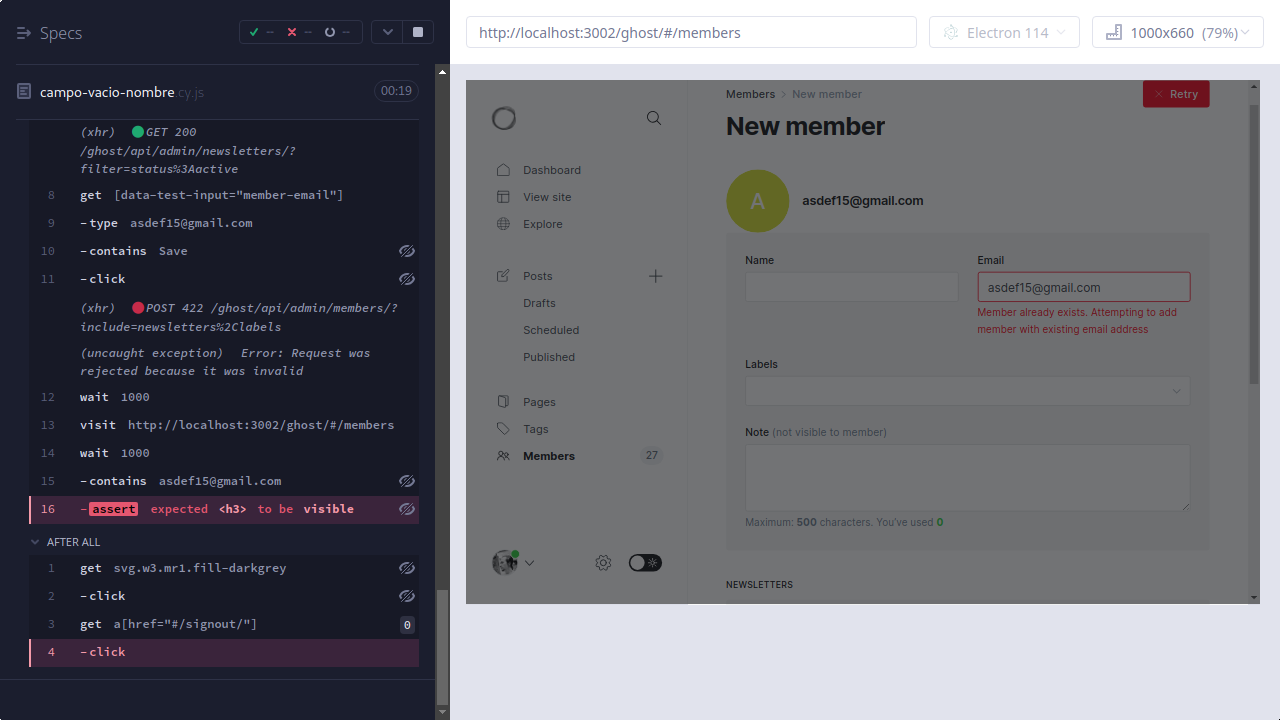 Specs
--
--
--
campo-vacio-nombre.cy.js
00:19
(xhr) GET 200
/ghost/api/admin/newsletters/?
filter=status%3Aactive
8 get [data-test-input="member-email"]
9 -type asdef15@gmail.com
10 -contains Save
11 -click
(xhr) POST 422 /ghost/api/admin/members/?
include=newsletters%2Clabels
(uncaught exception) Error: Request was
rejected because it was invalid
12 wait 1000
13 visit http://localhost:3002/ghost/#/members
14 wait 1000
15 -contains asdef15@gmail.com
16 -assert expected <h3> to be visible
AFTER ALL
1 get svg.w3.mr1.fill-darkgrey
2 -click
3 get a[href="#/signout/"] 0
4 -click
http://localhost:3002/ghost/#/members
Electron 114
1000x660 (79%)
Dashboard
View site
Explore
Posts
Drafts
Scheduled
Published
Pages
Tags
Members 27
Members > New member
Retry
New member
A
asdef15@gmail.com
Name
Email
asdef15@gmail.com
Member already exists. Attempting to add
member with existing email address
Labels
Note (not visible to member)
Maximum: 500 characters. You've used 0
NEWSLETTERS